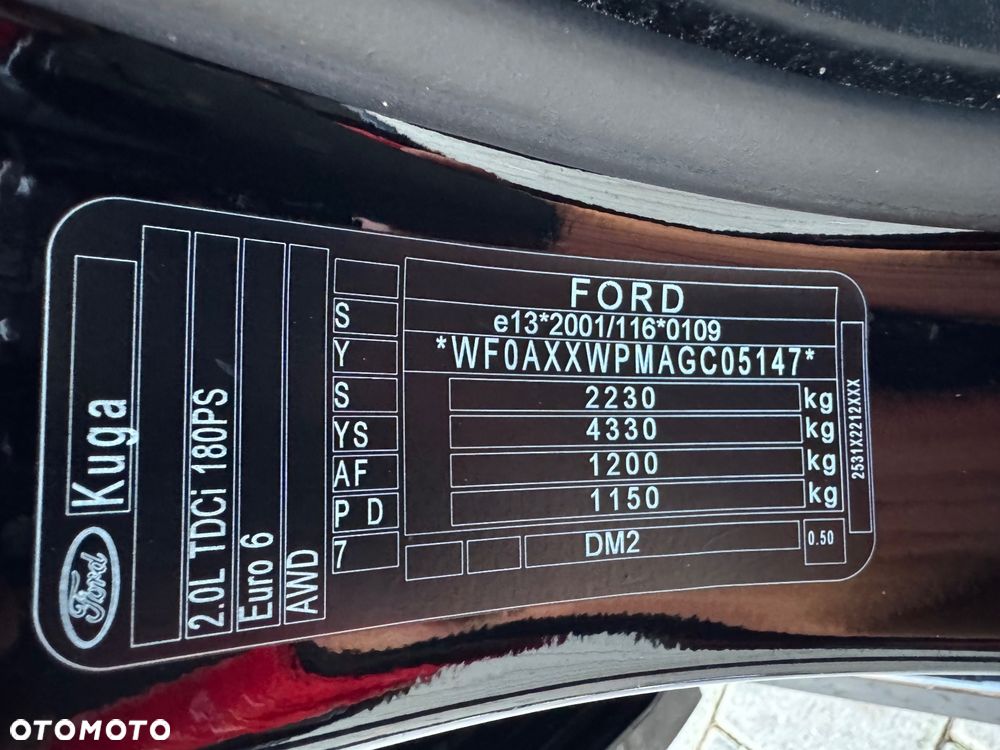 FORD
e13*2001/116*0109
*WF0AXXWPMAGC05147*
S
Y
S
YS
AF
P D
7
2230 kg
4330 kg
1200 kg
1150 kg
DM2
0.50
2531X2212XXX
Ford
Kuga
2.0L TDCi 180PS
Euro 6
AWD
OTOMOTO